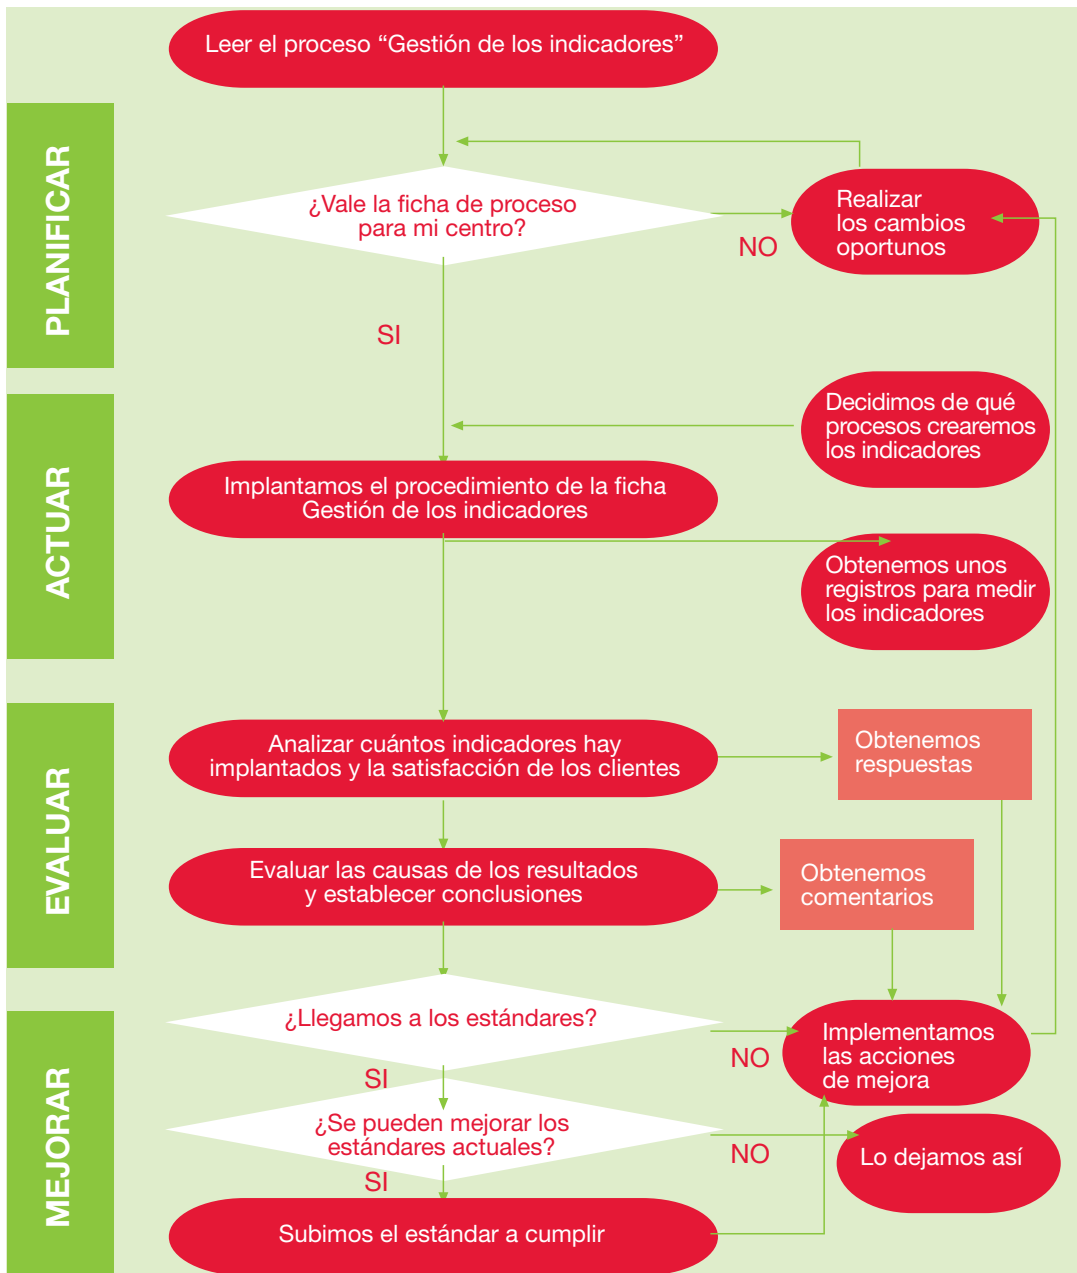 Leer el proceso “Gestión de los indicadores”
PLANIFICAR
¿Vale la ficha de proceso
para mi centro?
NO
Realizar
los cambios
oportunos
SI
ACTUAR
Decidimos de qué
procesos crearemos
los indicadores
Implantamos el procedimiento de la ficha
Gestión de los indicadores
Obtenemos unos
registros para medir
los indicadores
EVALUAR
Analizar cuántos indicadores hay
implantados y la satisfacción de los clientes
Obtenemos
respuestas
Evaluar las causas de los resultados
y establecer conclusiones
Obtenemos
comentarios
MEJORAR
¿Llegamos a los estándares?
NO
Implementamos
las acciones
de mejora
SI
¿Se pueden mejorar los
estándares actuales?
NO
Lo dejamos así
SI
Subimos el estándar a cumplir